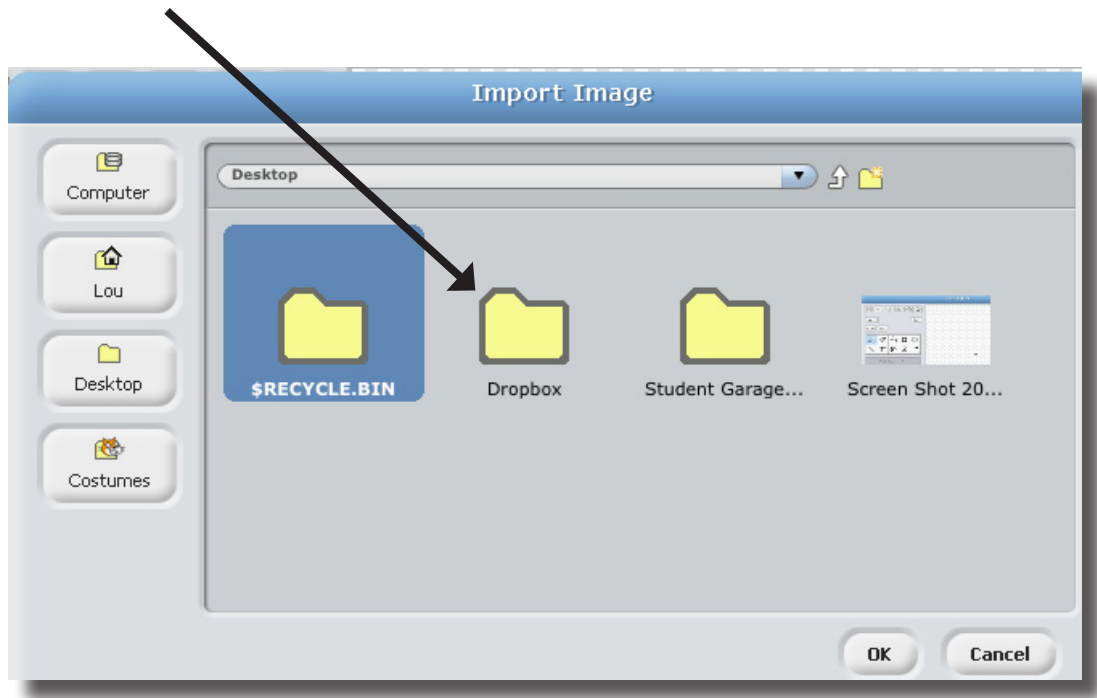 Import Image
Computer
Lou
Desktop
Costumes
Desktop
$RECYCLE.BIN
Dropbox
Student Garage...
Screen Shot 20...
OK
Cancel